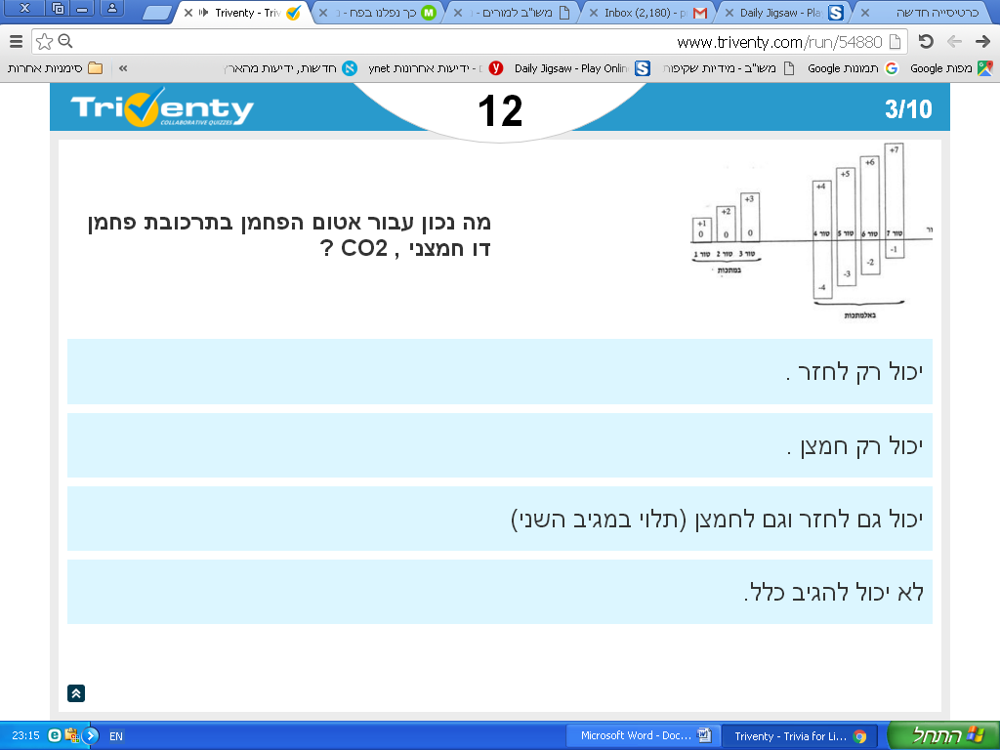 כרטיסייה חדשה
Daily Jigsaw - Pla
Inbox (2,180) - p
משו"ב למורים -
כך נפלנו בפח -
Triventy - Triv
www.triventy.com/run/54880
מפות Google
תמונות Google
משו"ב - מידיות שקיפות
Daily Jigsaw - Play Onlin
ynet - ידיעות אחרונות
חדשות, ידיעות מהארץ
«
סימניות אחרות
Triventy
COLLABORATIVE QUIZZES
12
3/10
מה נכון עבור אטום הפחמן בתרכובת פחמן
דו חמצני , CO2 ?
+1 +2 +3 +4 +5 +6 +7
0 0 0
טור 1 טור 2 טור 3 טור 4 טור 5 טור 6 טור 7
-4 -3 -2 -1
במתכות
באלמתכות
יכול רק לחזר .
יכול רק חמצן .
יכול גם לחזר וגם לחמצן (תלוי במגיב השני)
לא יכול להגיב כלל.
התחל
Triventy - Trivia for Li...
Microsoft Word - Doc...
EN
23:15